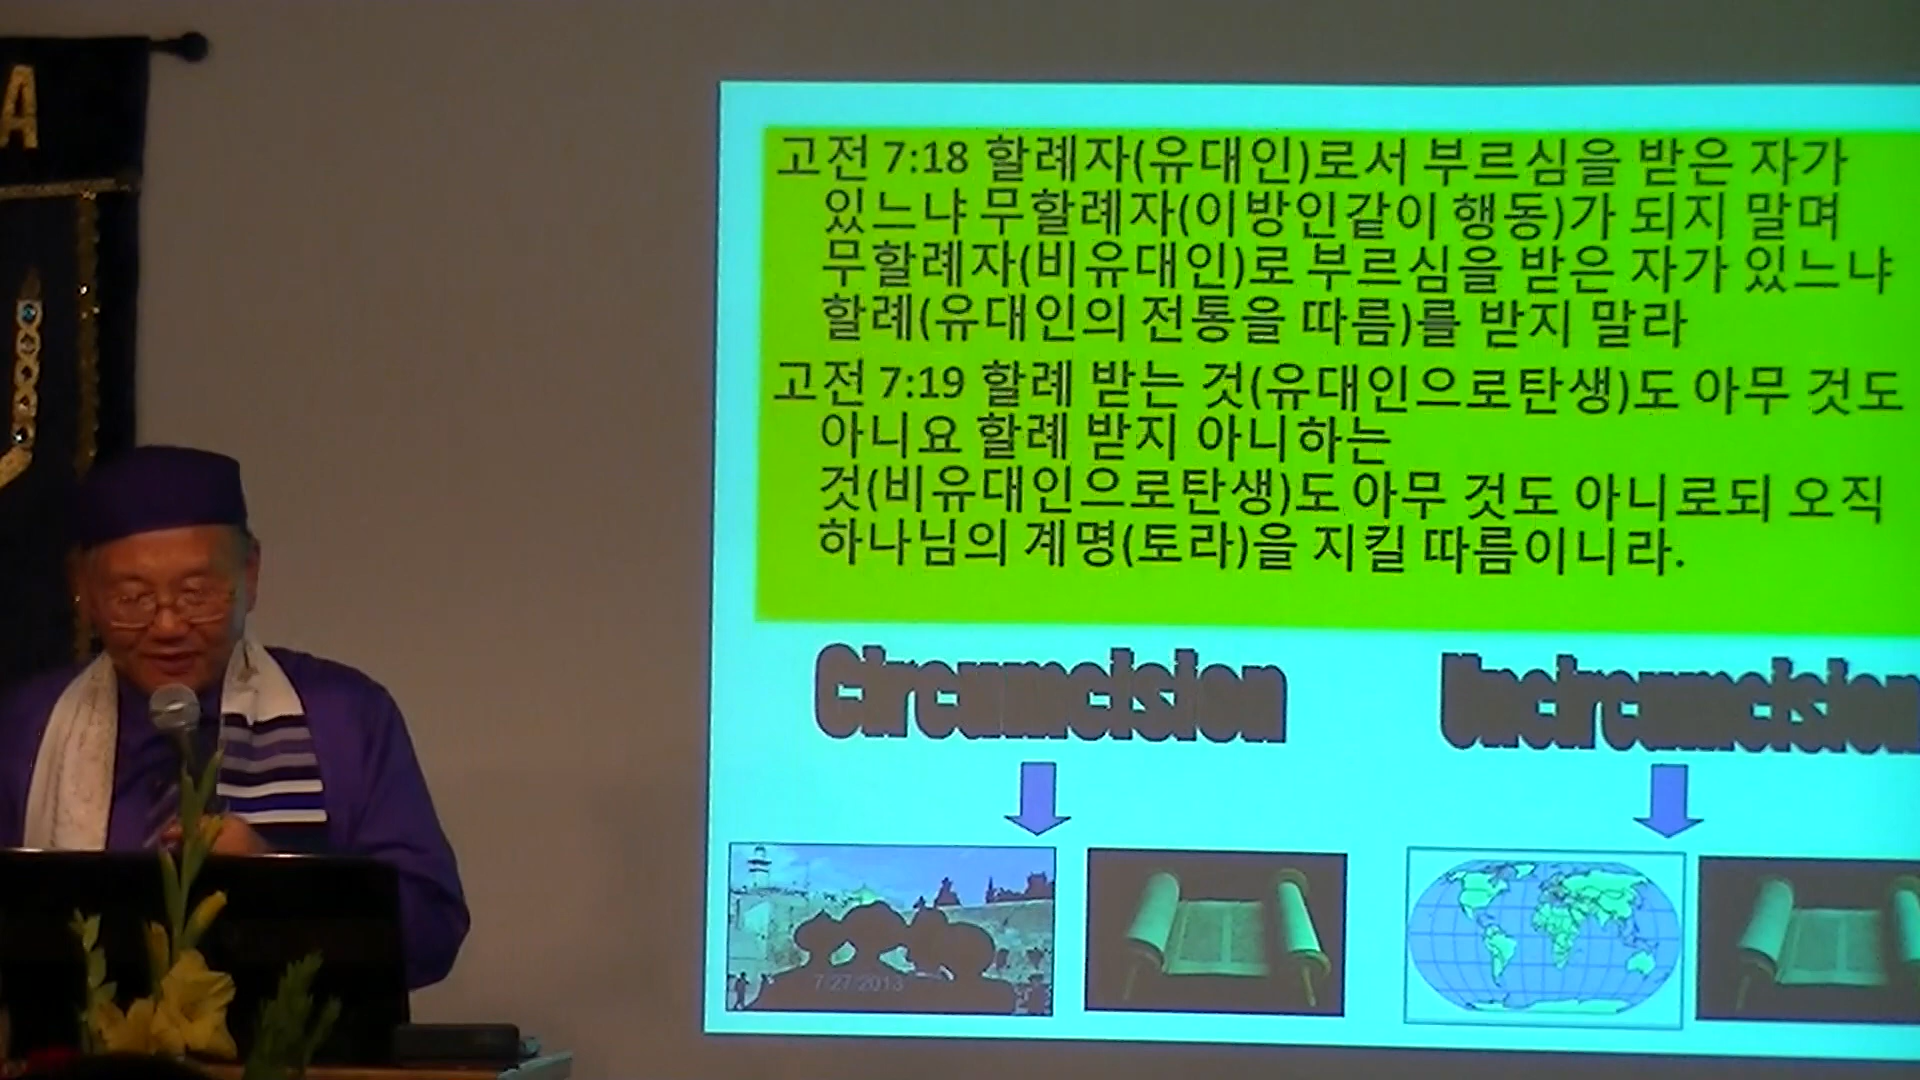 A
고전 7:18 할례자(유대인)로서 부르심을 받은 자가
있느냐 무할례자(이방인같이 행동)가 되지 말며
무할례자(비유대인)로 부르심을 받은 자가 있느냐
할례(유대인의 전통을 따름)를 받지 말라
고전 7:19 할례 받는 것(유대인으로탄생)도 아무 것도
아니요 할례 받지 아니하는
것(비유대인으로탄생)도 아무 것도 아니로되 오직
하나님의 계명(토라)을 지킬 따름이니라.
Circumcision
Uncircumcision
7/27/2013